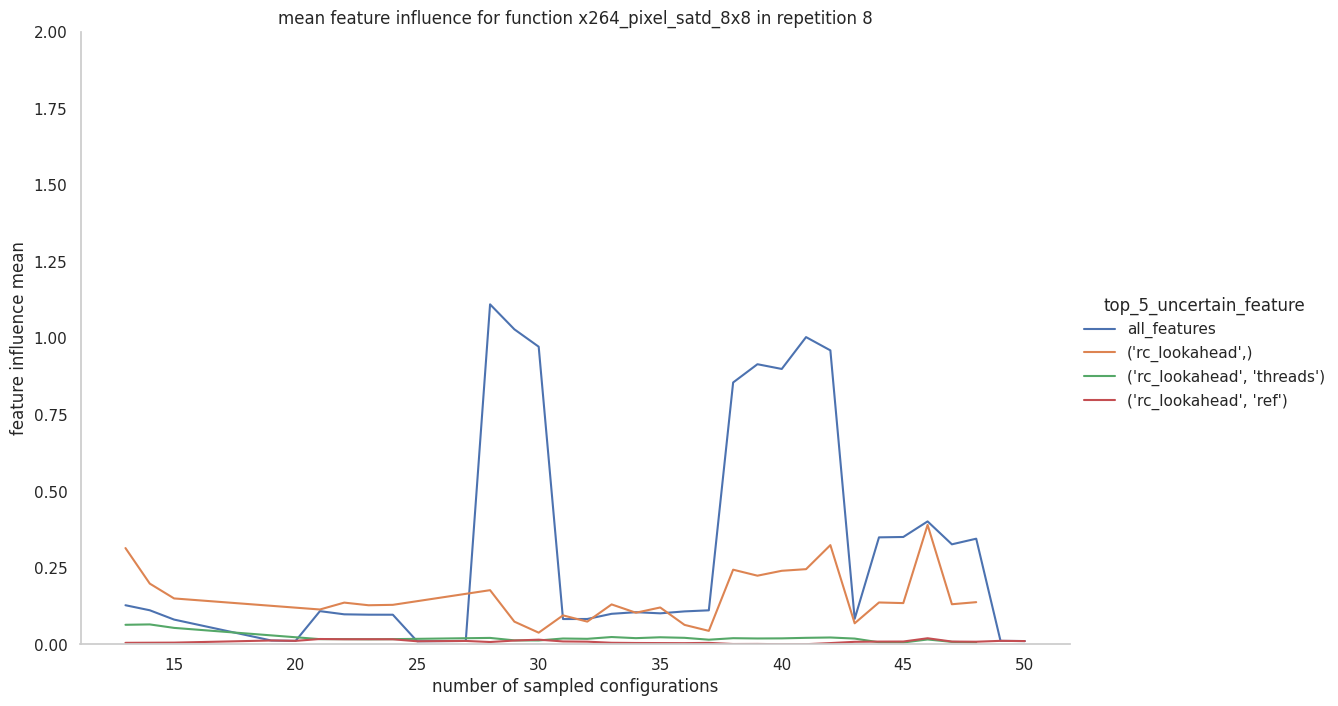 mean feature influence for function x264_pixel_satd_8x8 in repetition 8
2.00
1.75
1.50
1.25
1.00
0.75
0.50
0.25
0.00
feature influence mean
15 20 25 30 35 40 45 50
number of sampled configurations
top_5_uncertain_feature
all_features
('rc_lookahead',)
('rc_lookahead', 'threads')
('rc_lookahead', 'ref')